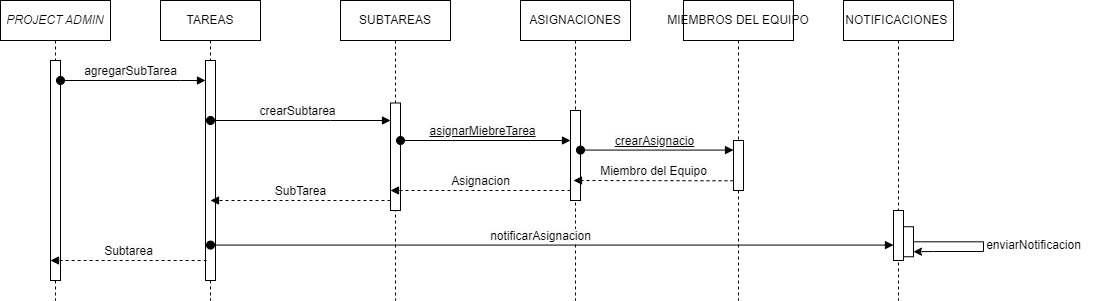 PROJECT ADMIN
TAREAS
SUBTAREAS
ASIGNACIONES
MIEMBROS DEL EQUIPO
NOTIFICACIONES
agregarSubTarea
crearSubtarea
asignarMiebreTarea
crearAsignacio
Miembro del Equipo
Asignacion
SubTarea
notificarAsignacion
enviarNotificacion
Subtarea